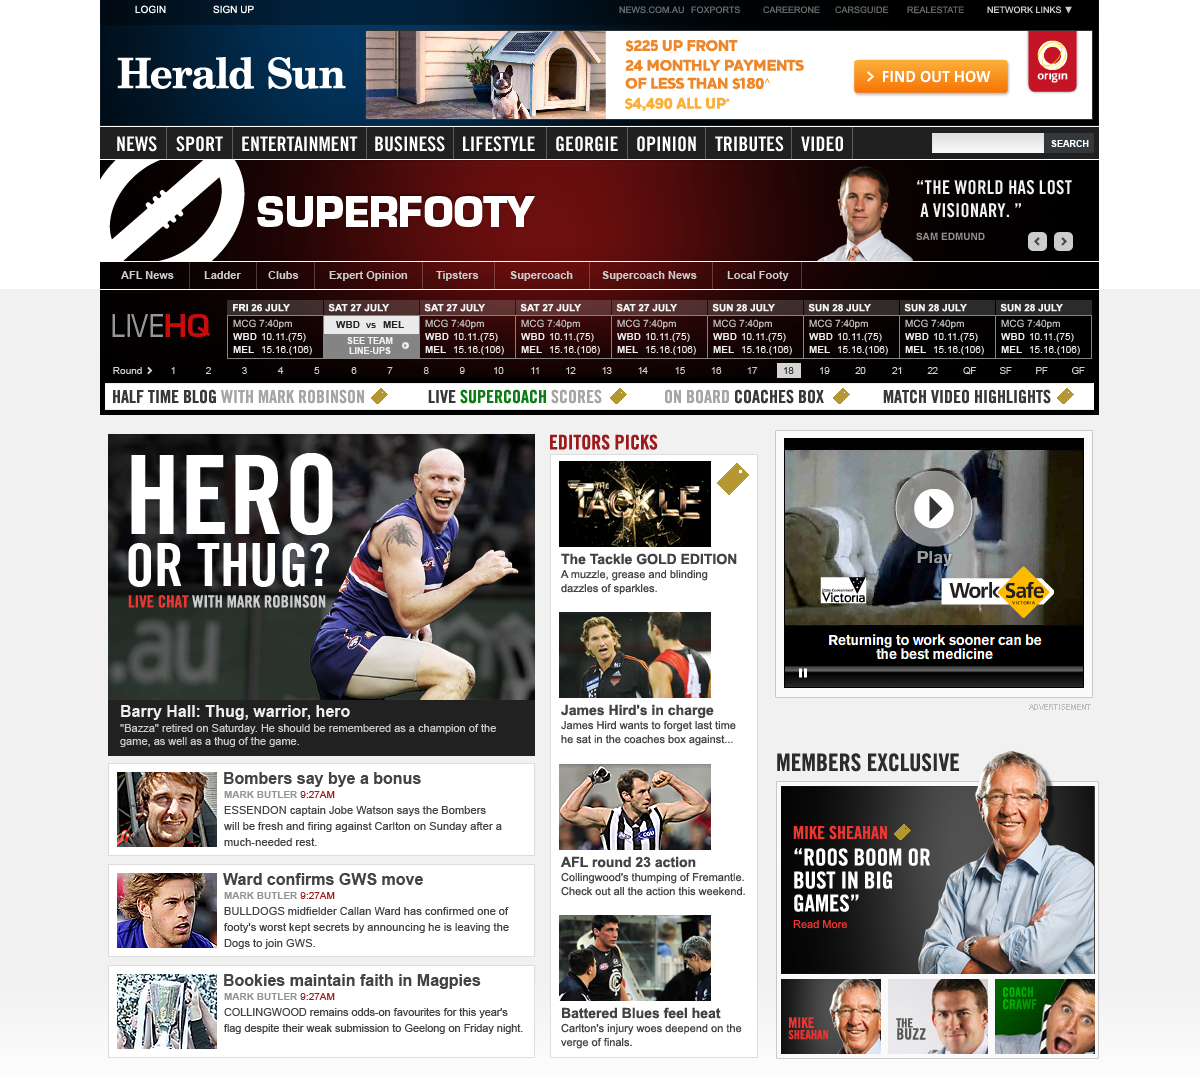 LOGIN SIGN UP NEWS.COM.AU FOXPORTS CAREERONE CARSGUIDE REALESTATE NETWORK LINKS ▼
Herald Sun
$225 UP FRONT
24 MONTHLY PAYMENTS
OF LESS THAN $180^
$4,490 ALL UP*
FIND OUT HOW
origin
NEWS SPORT ENTERTAINMENT BUSINESS LIFESTYLE GEORGIE OPINION TRIBUTES VIDEO SEARCH
SUPERFOOTY
“THE WORLD HAS LOST
A VISIONARY. ”
SAM EDMUND
AFL News Ladder Clubs Expert Opinion Tipsters Supercoach Supercoach News Local Footy
LIVEHQ
FRI 26 JULY SAT 27 JULY SAT 27 JULY SAT 27 JULY SAT 27 JULY SUN 28 JULY SUN 28 JULY SUN 28 JULY SUN 28 JULY
MCG 7:40pm WBD vs MEL MCG 7:40pm MCG 7:40pm MCG 7:40pm MCG 7:40pm MCG 7:40pm MCG 7:40pm MCG 7:40pm
WBD 10.11.(75) SEE TEAM WBD 10.11.(75) WBD 10.11.(75) WBD 10.11.(75) WBD 10.11.(75) WBD 10.11.(75) WBD 10.11.(75) WBD 10.11.(75)
MEL 15.16.(106) LINE-UPS MEL 15.16.(106) MEL 15.16.(106) MEL 15.16.(106) MEL 15.16.(106) MEL 15.16.(106) MEL 15.16.(106) MEL 15.16.(106)
Round 1 2 3 4 5 6 7 8 9 10 11 12 13 14 15 16 17 18 19 20 21 22 QF SF PF GF
HALF TIME BLOG WITH MARK ROBINSON LIVE SUPERCOACH SCORES ON BOARD COACHES BOX MATCH VIDEO HIGHLIGHTS
HERO
OR THUG?
LIVE CHAT WITH MARK ROBINSON
.au
Barry Hall: Thug, warrior, hero
"Bazza" retired on Saturday. He should be remembered as a champion of the
game, as well as a thug of the game.
Bombers say bye a bonus
MARK BUTLER 9:27AM
ESSENDON captain Jobe Watson says the Bombers
will be fresh and firing against Carlton on Sunday after a
much-needed rest.
Ward confirms GWS move
MARK BUTLER 9:27AM
BULLDOGS midfielder Callan Ward has confirmed one of
footy's worst kept secrets by announcing he is leaving the
Dogs to join GWS.
Bookies maintain faith in Magpies
MARK BUTLER 9:27AM
COLLINGWOOD remains odds-on favourites for this year's
flag despite their weak submission to Geelong on Friday night.
EDITORS PICKS
THE
TACKLE
The Tackle GOLD EDITION
A muzzle, grease and blinding
dazzles of sparkles.
James Hird's in charge
James Hird wants to forget last time
he sat in the coaches box against...
AFL round 23 action
Collingwood's thumping of Fremantle.
Check out all the action this weekend.
Battered Blues feel heat
Carlton's injury woes deepend on the
verge of finals.
Play
Victoria
WorkSafe
VICTORIA
Returning to work sooner can be
the best medicine
ADVERTISEMENT
MEMBERS EXCLUSIVE
MIKE SHEAHAN
“ROOS BOOM OR
BUST IN BIG
GAMES”
Read More
MIKE
SHEAHAN
THE
BUZZ
COACH
CRAWF